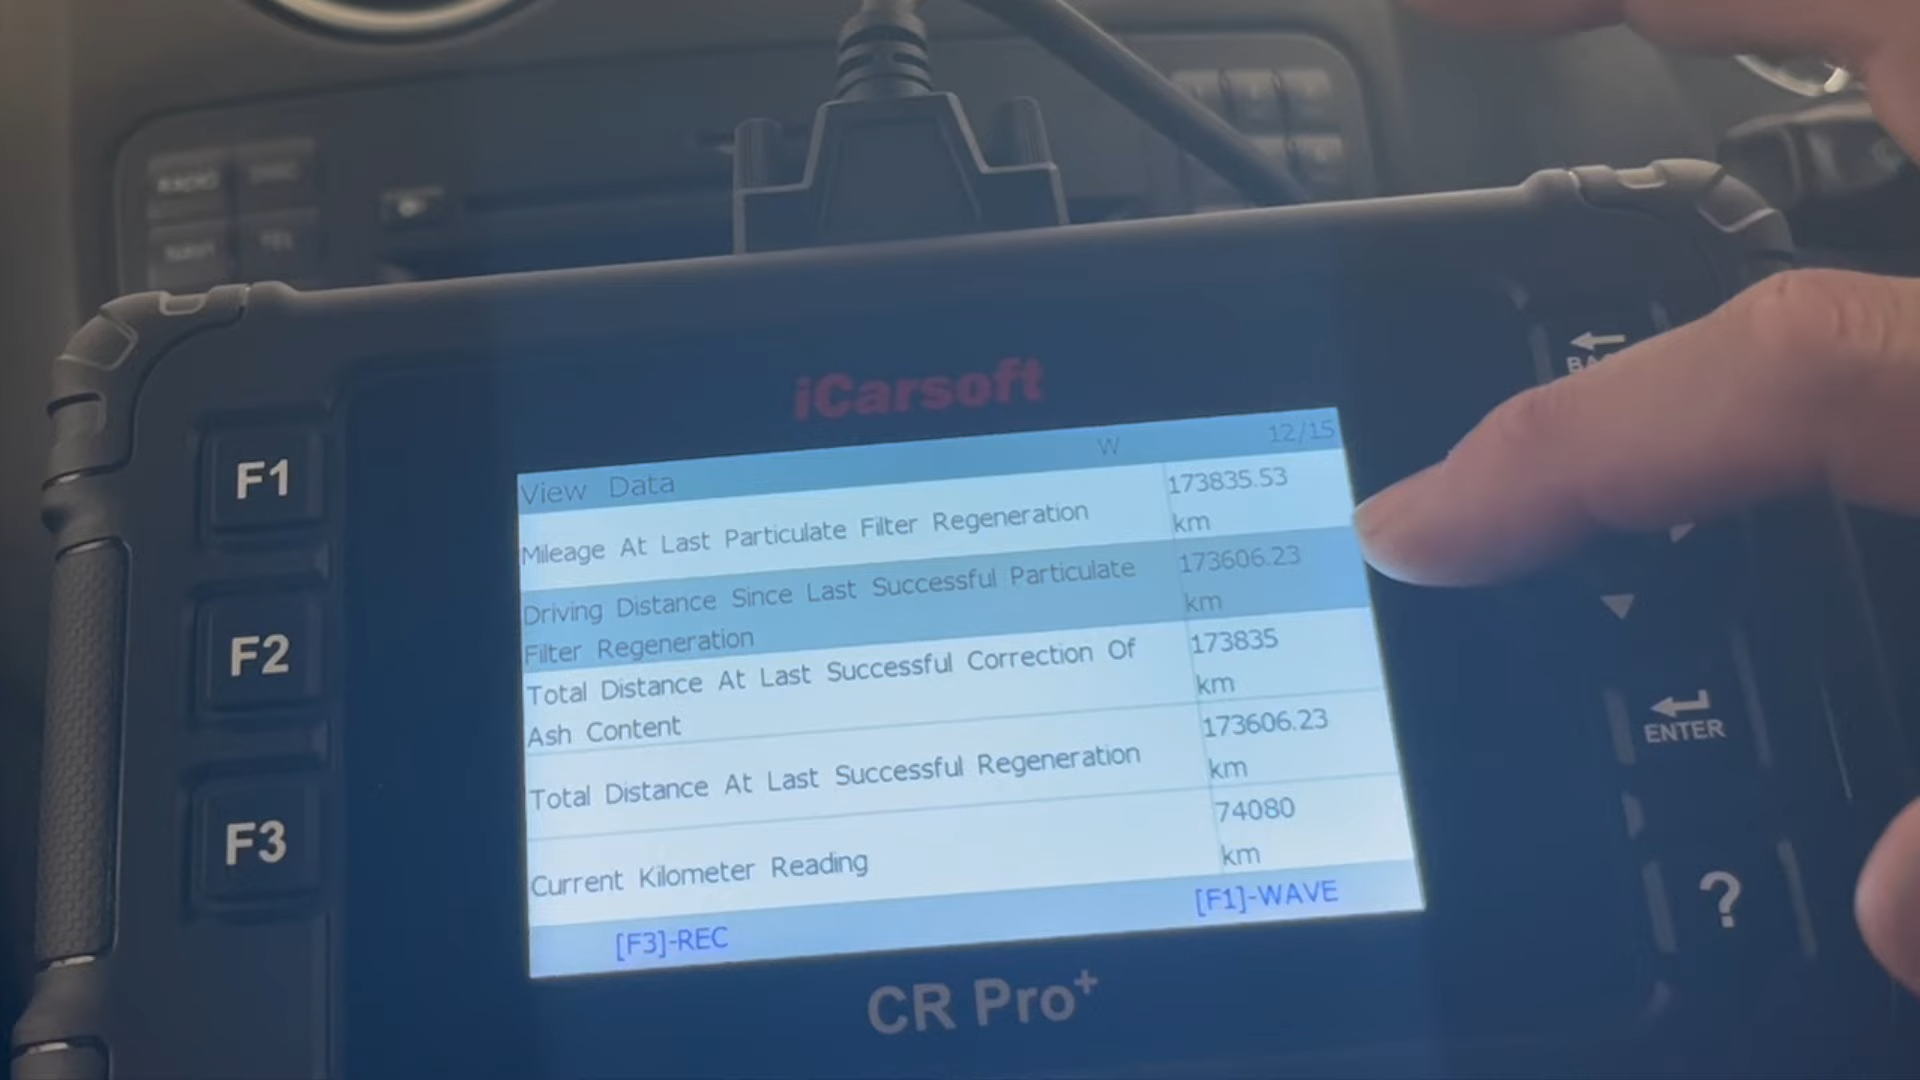 RADIO
NAVI
TEL
iCarsoft
F1
F2
F3
View Data W 12/15
Mileage At Last Particulate Filter Regeneration 173835.53
km
Driving Distance Since Last Successful Particulate 173606.23
Filter Regeneration km
Total Distance At Last Successful Correction Of 173835
Ash Content km
Total Distance At Last Successful Regeneration 173606.23
km
Current Kilometer Reading 74080
km
[F3]-REC [F1]-WAVE
CR Pro+
ENTER
?